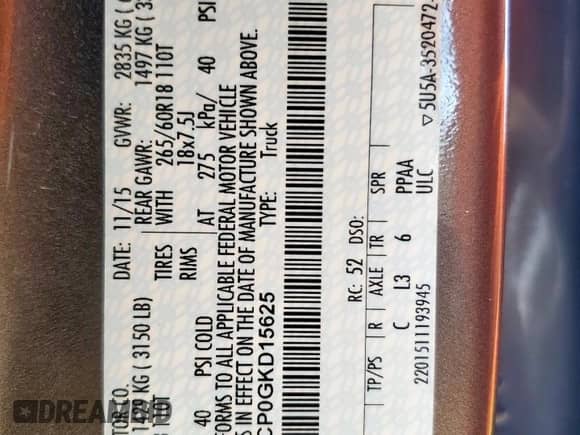 TOR CO.
DATE: 11/15 GVWR: 2835 KG (
KG ( 3150 LB) REAR GAWR: 1497 KG (
TIRES WITH 265/60R18 110T
RIMS 18x7.5J
40 PSI COLD AT 275 kPa/ 40 PSI
FORMS TO ALL APPLICABLE FEDERAL MOTOR VEHICLE
S IN EFFECT ON THE DATE OF MANUFACTURE SHOWN ABOVE.
CP0GKD15625 TYPE: Truck
RC: 52 DSO:
TP/PS R AXLE TR SPR
C L3 6 PPAA
2201511193945 ULC
▽5U5A-3520472-
DCP DREAM